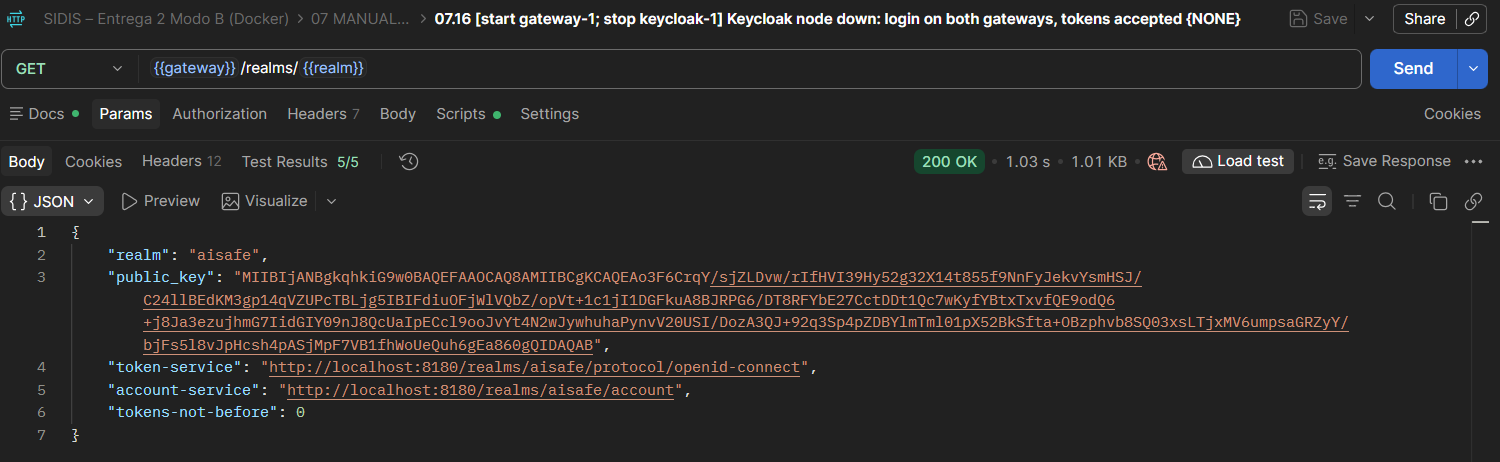 HTTP SIDIS – Entrega 2 Modo B (Docker) > 07 MANUAL... > 07.16 [start gateway-1; stop keycloak-1] Keycloak node down: login on both gateways, tokens accepted {NONE} Save Share
GET {{gateway}} /realms/ {{realm}} Send
Docs Params Authorization Headers 7 Body Scripts Settings Cookies
Body Cookies Headers 12 Test Results 5/5 200 OK • 1.03 s • 1.01 KB • Load test e.g. Save Response
{} JSON Preview Visualize
1 {
2 "realm": "aisafe",
3 "public_key": "MIIBIjANBgkqhkiG9w0BAQEFAAOCAQ8AMIIBCgKCAQEAo3F6CrqY/sjZLDvw/rIfHVI39Hy52g32X14t855f9NnFyJekvYsmHSJ/
C24llBEdKM3gp14qVZUPcTBLjg5IBIFdiuOFjWlVQbZ/opVt+1c1jI1DGFkuA8BJRPG6/DT8RFYbE27CctDDt1Qc7wKyfYBtxTxvfQE9odQ6
+j8Ja3ezujhmG7IidGIY09nJ8QcUaIpECcl9ooJvYt4N2wJywhuhaPynvV20USI/DozA3QJ+92q3Sp4pZDBYlmTml01pX52BkSfta+OBzphvb8SQ03xsLTjxMV6umpsaGRZyY/
bjFs5l8vJpHcsh4pASjMpF7VB1fhWoUeQuh6gEa860gQIDAQAB",
4 "token-service": "http://localhost:8180/realms/aisafe/protocol/openid-connect",
5 "account-service": "http://localhost:8180/realms/aisafe/account",
6 "tokens-not-before": 0
7 }